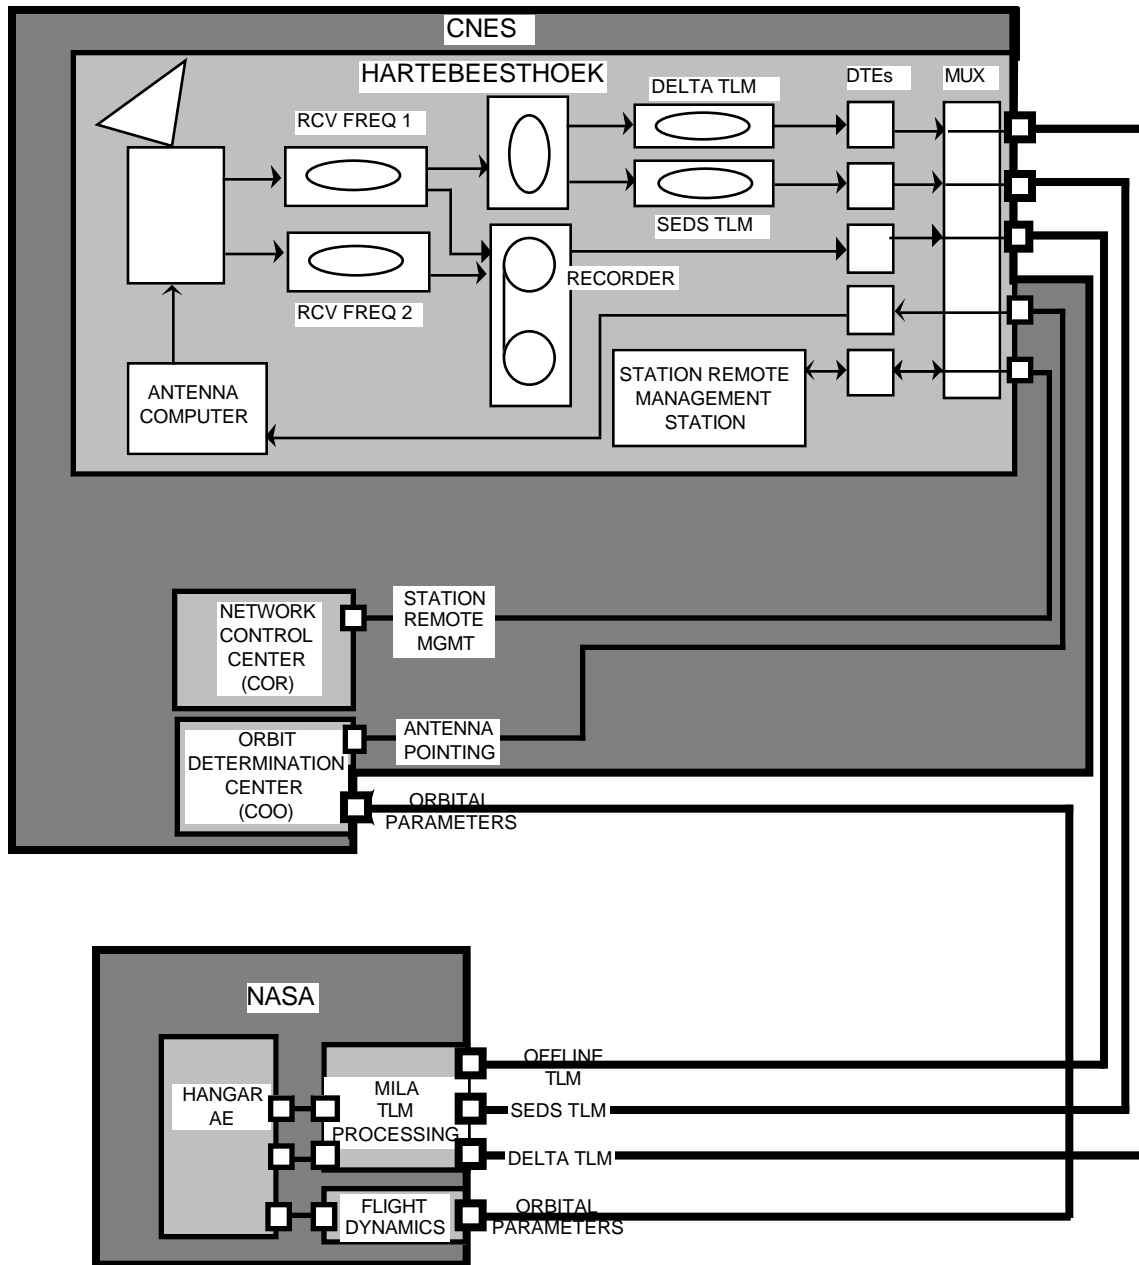 CNES
HARTEBEESTHOEK
DELTA TLM
DTEs
MUX
RCV FREQ 1
SEDS TLM
RECORDER
RCV FREQ 2
ANTENNA
COMPUTER
STATION REMOTE
MANAGEMENT
STATION
NETWORK
CONTROL
CENTER
(COR)
STATION
REMOTE
MGMT
ORBIT
DETERMINATION
CENTER
(COO)
ANTENNA
POINTING
ORBITAL
PARAMETERS
NASA
HANGAR
AE
MILA
TLM
PROCESSING
OFFLINE
TLM
SEDS TLM
DELTA TLM
FLIGHT
DYNAMICS
ORBITAL
PARAMETERS